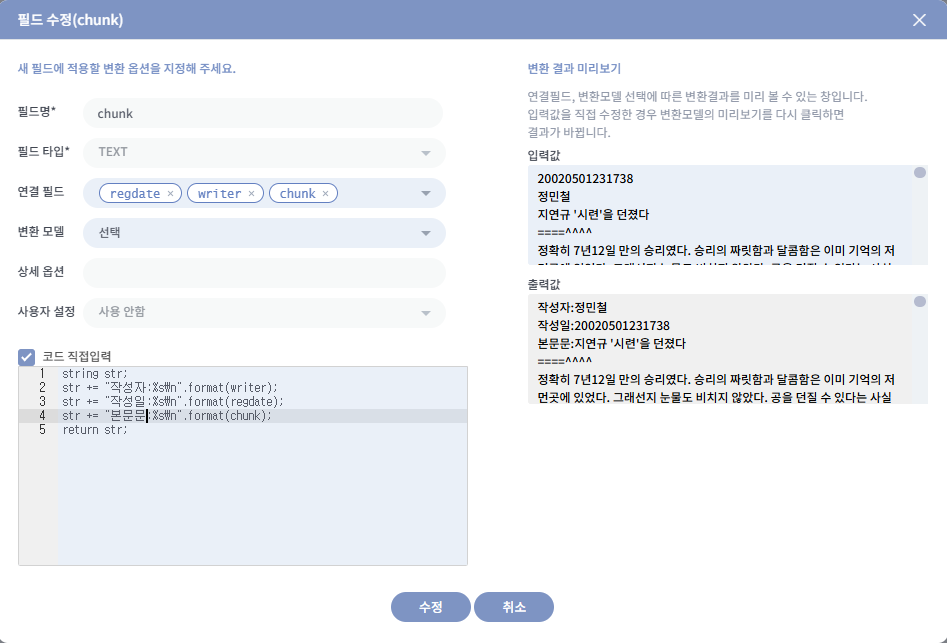 필드 수정(chunk)
새 필드에 적용할 변환 옵션을 지정해 주세요.
필드명* chunk
필드 타입* TEXT
연결 필드 regdate × writer × chunk ×
변환 모델 선택
상세 옵션
사용자 설정 사용 안함
코드 직접입력
1 string str;
2 str += "작성자:%s₩n".format(writer);
3 str += "작성일:%s₩n".format(regdate);
4 str += "본문문:%s₩n".format(chunk);
5 return str;
변환 결과 미리보기
연결필드, 변환모델 선택에 따른 변환결과를 미리 볼 수 있는 창입니다.
입력값을 직접 수정한 경우 변환모델의 미리보기를 다시 클릭하면
결과가 바뀝니다.
입력값
20020501231738
정민철
지연규 '시련'을 던졌다
====^^^^
정확히 7년12일 만의 승리였다. 승리의 짜릿함과 달콤함은 이미 기억의 저
출력값
작성자:정민철
작성일:20020501231738
본문문:지연규 '시련'을 던졌다
====^^^^
정확히 7년12일 만의 승리였다. 승리의 짜릿함과 달콤함은 이미 기억의 저
먼곳에 있었다. 그래선지 눈물도 비치지 않았다. 공을 던질 수 있다는 사실
수정
취소